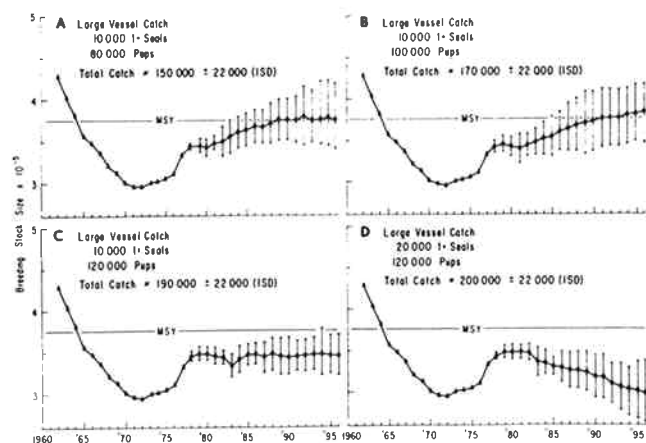 A Large Vessel Catch
10 000 1+ Seals
80 000 Pups
Total Catch = 150 000 ± 22 000 (1SD)
MSY
B Large Vessel Catch
10 000 1+ Seals
100 000 Pups
Total Catch = 170 000 ± 22 000 (1SD)
MSY
C Large Vessel Catch
10 000 1+ Seals
120 000 Pups
Total Catch = 190 000 ± 22 000 (1SD)
MSY
D Large Vessel Catch
20 000 1+ Seals
120 000 Pups
Total Catch = 200 000 ± 22 000 (1SD)
MSY
Breeding Stock Size x 10⁻⁵
5
4
3
5
4
3
1960 '65 '70 '75 '80 '85 '90 '95
1960 '65 '70 '75 '80 '85 '90 '95